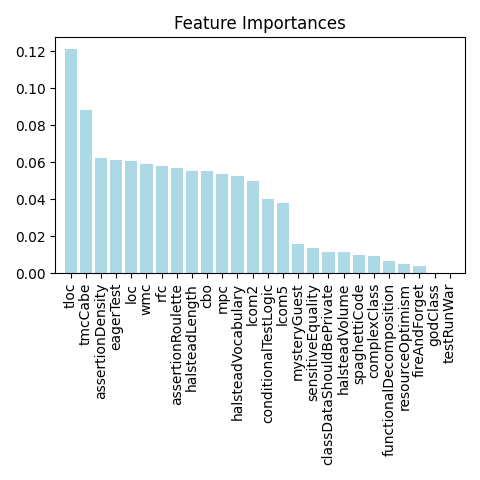 Feature Importances
0.12
0.10
0.08
0.06
0.04
0.02
0.00
tloc
tmcCabe
assertionDensity
eagerTest
loc
wmc
rfc
assertionRoulette
halsteadLength
cbo
mpc
halsteadVocabulary
lcom2
conditionalTestLogic
lcom5
mysteryGuest
sensitiveEquality
classDataShouldBePrivate
halsteadVolume
spaghettiCode
complexClass
functionalDecomposition
resourceOptimism
fireAndForget
godClass
testRunWar